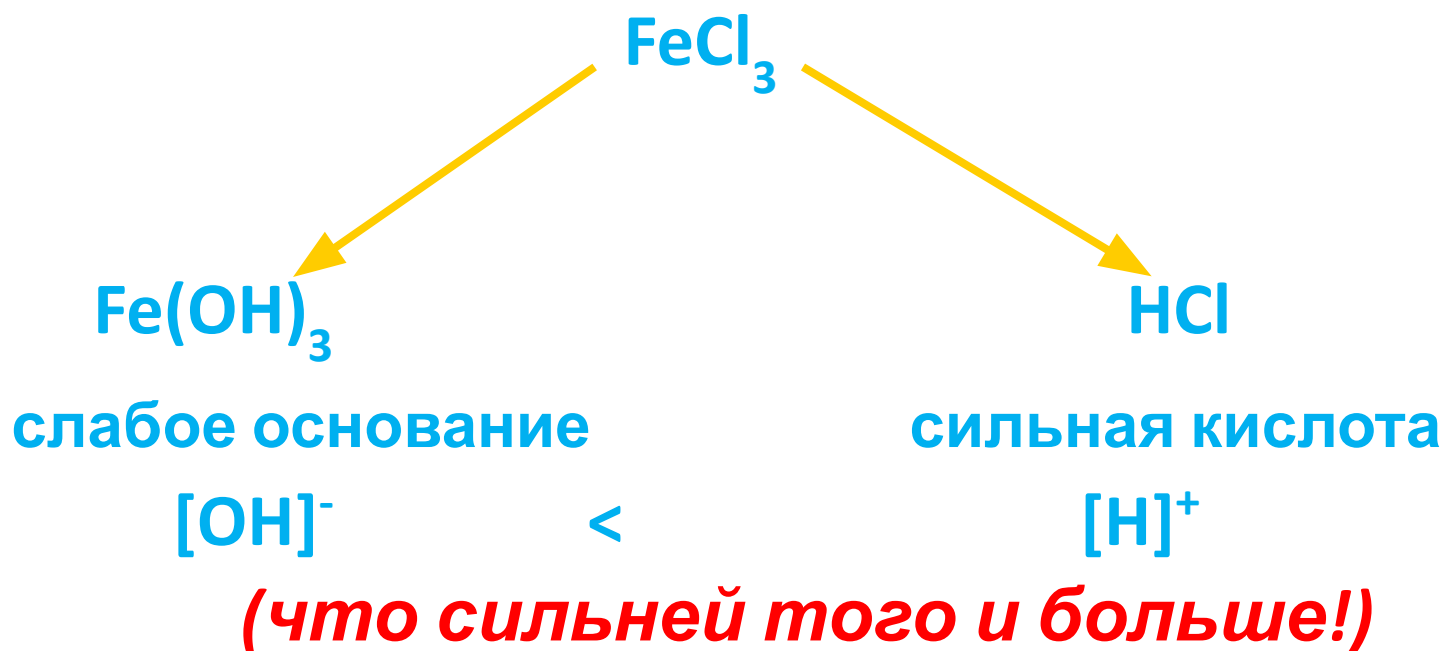 FeCl₃
Fe(OH)₃ HCl
слабое основание сильная кислота
[OH]⁻ < [H]⁺
(что сильней того и больше!)